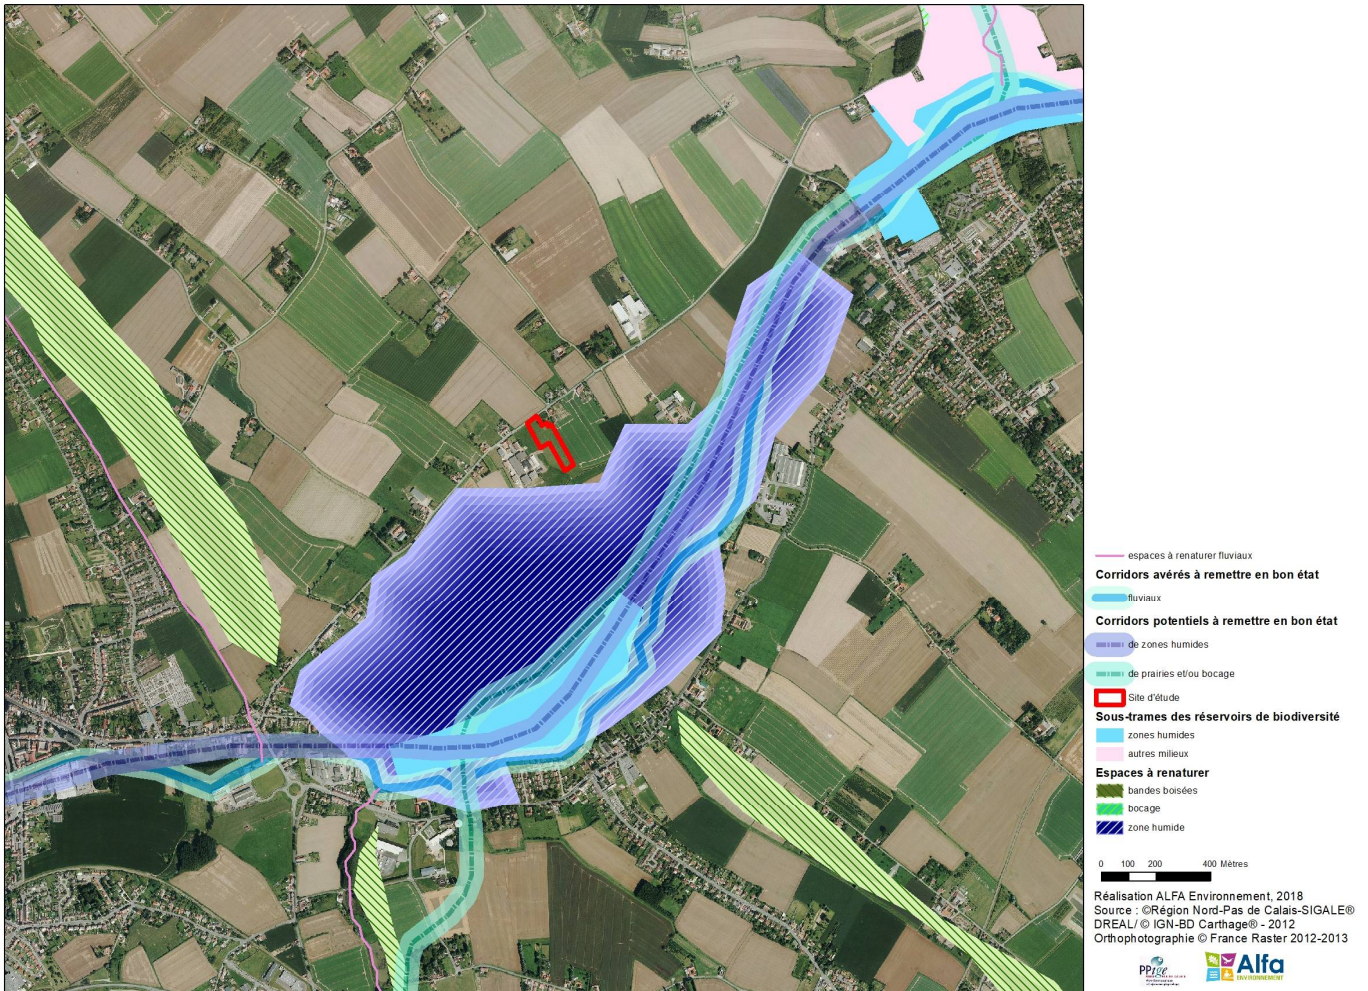 espaces à renaturer fluviaux
Corridors avérés à remettre en bon état
fluviaux
Corridors potentiels à remettre en bon état
de zones humides
de prairies et/ou bocage
Site d'étude
Sous-trames des réservoirs de biodiversité
zones humides
autres milieux
Espaces à renaturer
bandes boisées
bocage
zone humide
0 100 200 400 Mètres
Réalisation ALFA Environnement, 2018
Source : ©Région Nord-Pas de Calais-SIGALE®
DREAL/ © IGN-BD Carthage® - 2012
Orthophotographie © France Raster 2012-2013
PPige
Alfa
ENVIRONNEMENT